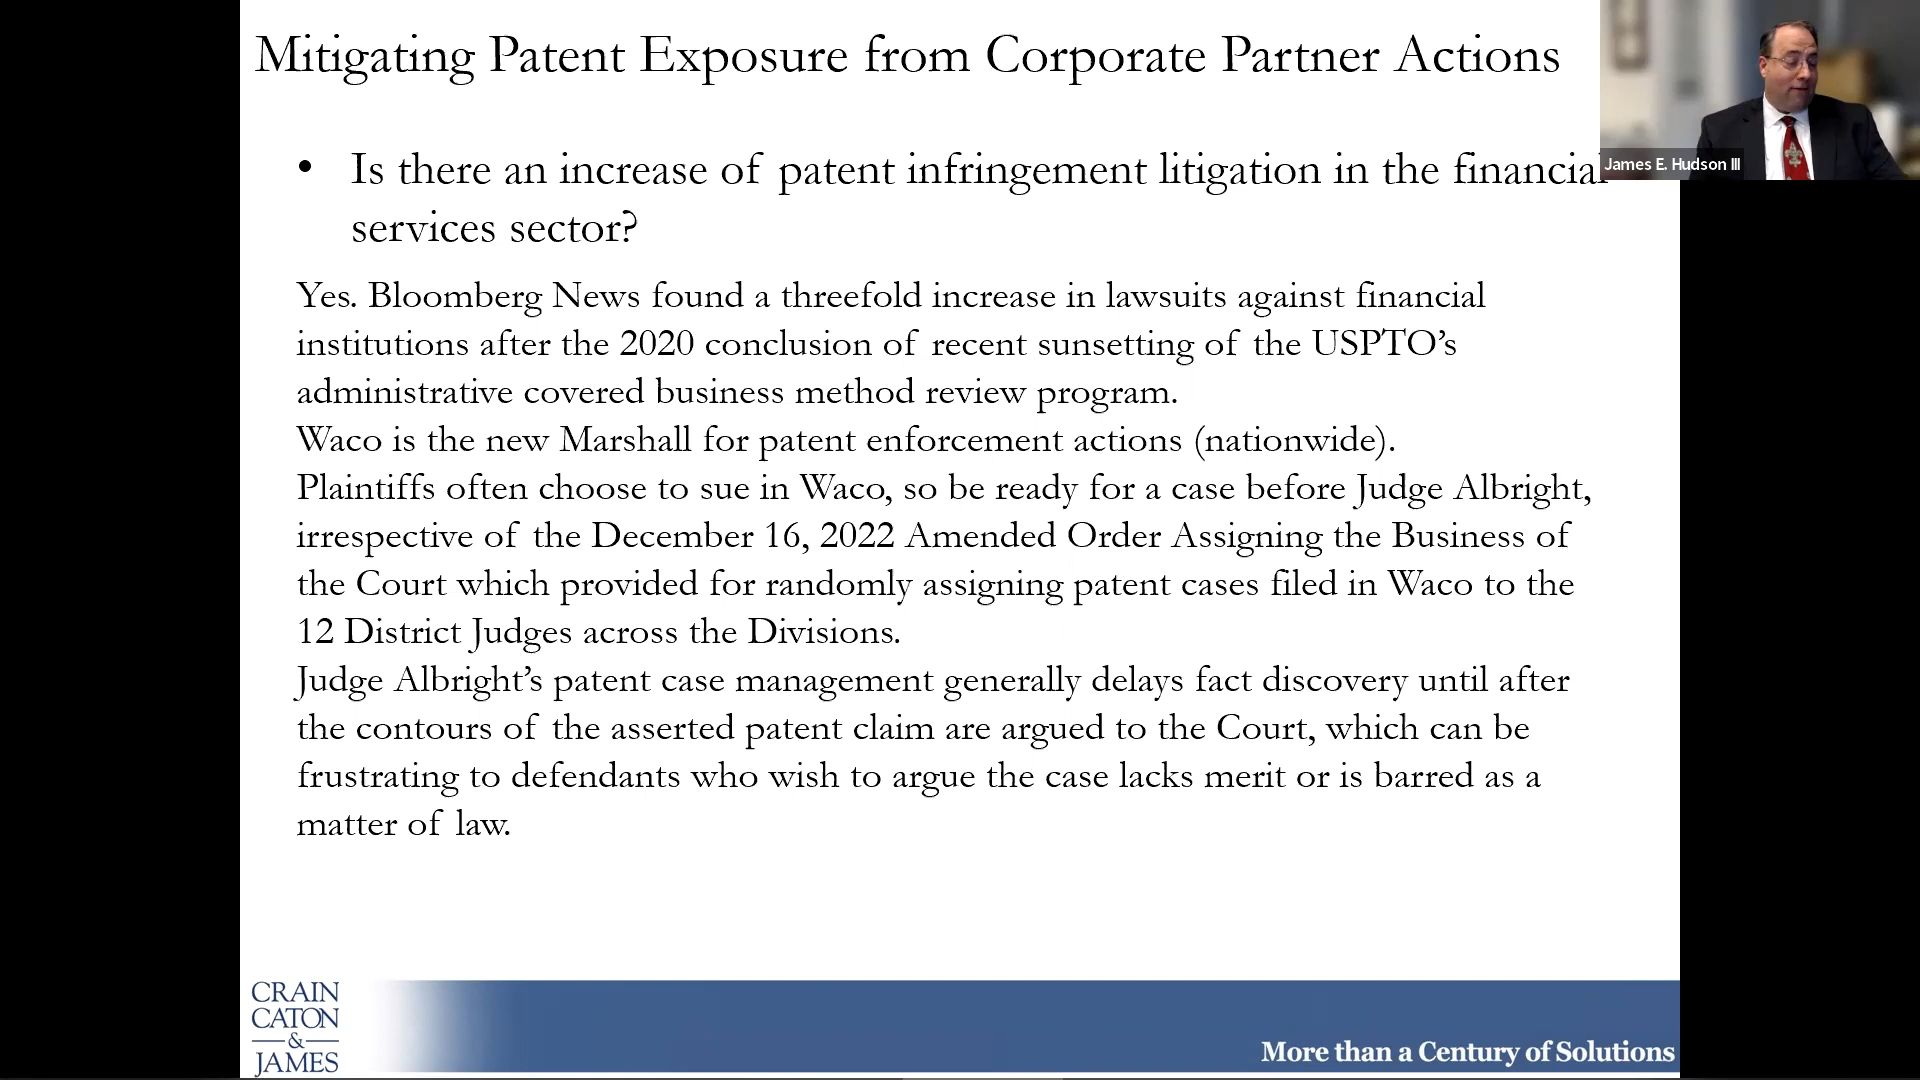 Mitigating Patent Exposure from Corporate Partner Actions
James E. Hudson III
• Is there an increase of patent infringement litigation in the financial
services sector?
Yes. Bloomberg News found a threefold increase in lawsuits against financial
institutions after the 2020 conclusion of recent sunsetting of the USPTO’s
administrative covered business method review program.
Waco is the new Marshall for patent enforcement actions (nationwide).
Plaintiffs often choose to sue in Waco, so be ready for a case before Judge Albright,
irrespective of the December 16, 2022 Amended Order Assigning the Business of
the Court which provided for randomly assigning patent cases filed in Waco to the
12 District Judges across the Divisions.
Judge Albright’s patent case management generally delays fact discovery until after
the contours of the asserted patent claim are argued to the Court, which can be
frustrating to defendants who wish to argue the case lacks merit or is barred as a
matter of law.
CRAIN
CATON
&
JAMES
More than a Century of Solutions